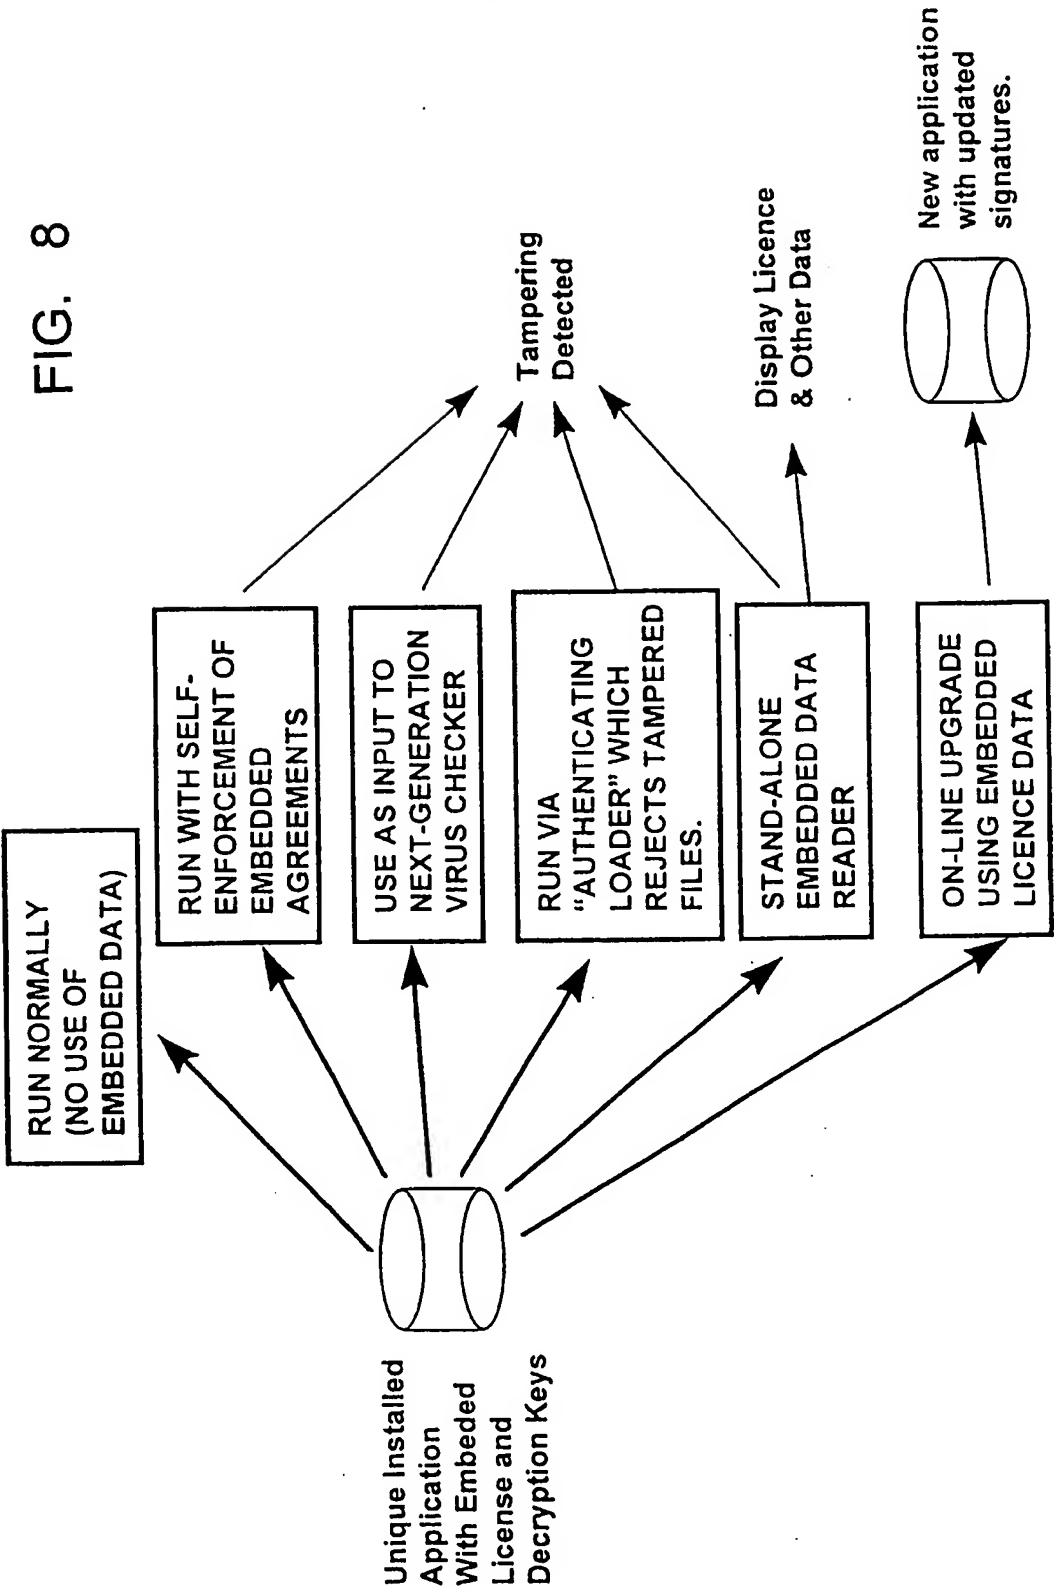 FIG. 8
Unique Installed
Application
With Embeded
License and
Decryption Keys
RUN NORMALLY
(NO USE OF
EMBEDDED DATA)
RUN WITH SELF-
ENFORCEMENT OF
EMBEDDED
AGREEMENTS
USE AS INPUT TO
NEXT-GENERATION
VIRUS CHECKER
RUN VIA
“AUTHENTICATING
LOADER” WHICH
REJECTS TAMPERED
FILES.
STAND-ALONE
EMBEDDED DATA
READER
ON-LINE UPGRADE
USING EMBEDDED
LICENCE DATA
Tampering
Detected
Display Licence
& Other Data
New application
with updated
signatures.